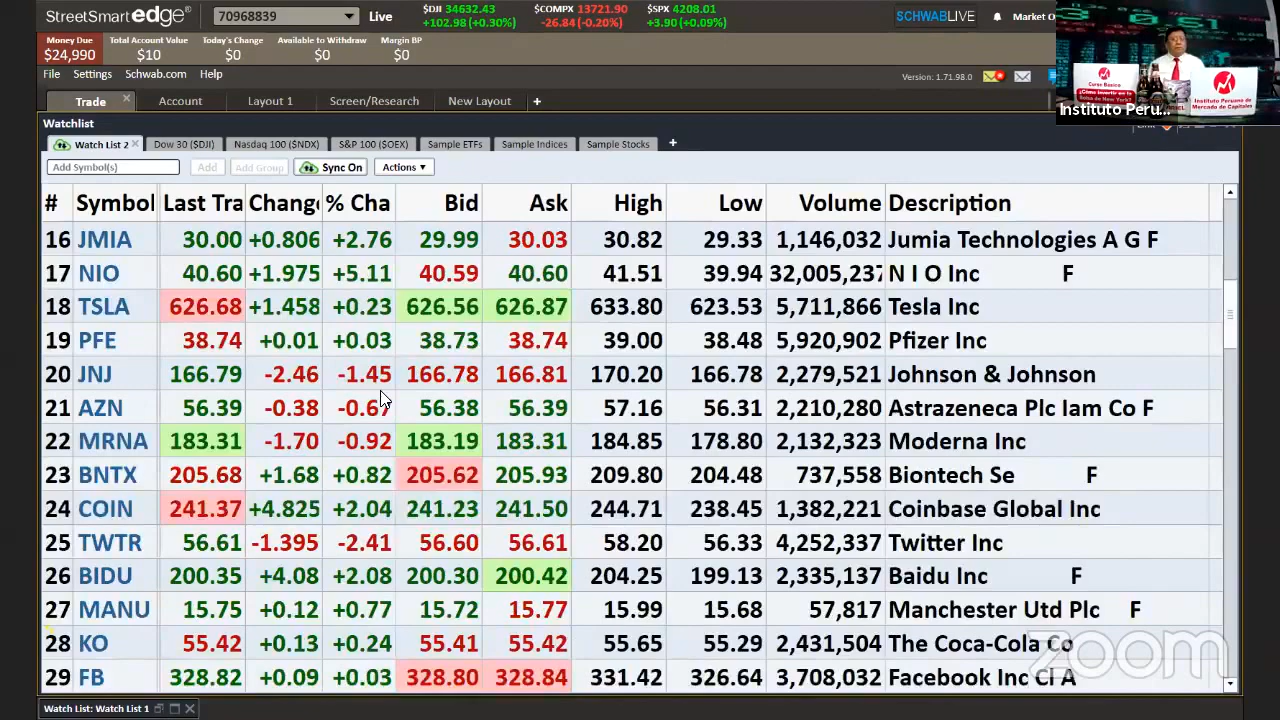 StreetSmart edge
70968839
Live
$DJI 34632.43
+102.98 (+0.30%)
$COMPX 13721.90
-26.84 (-0.20%)
$SPX 4208.01
+3.90 (+0.09%)
SCHWABLIVE
Market O
Money Due
$24,990
Total Account Value
$10
Today's Change
$0
Available to Withdraw
$0
Margin BP
$0
File Settings Schwab.com Help
Version: 1.71.98.0
Trade Account Layout 1 Screen/Research New Layout +
Curso Básico
¿Cómo invertir en la
Bolsa de New York?
Instituto Peruano de
Mercado de Capitales
Instituto Peru...
Watchlist
Watch List 2 Dow 30 ($DJI) Nasdaq 100 ($NDX) S&P 100 ($OEX) Sample ETFs Sample Indices Sample Stocks +
Add Symbol(s) Add Add Group Sync On Actions
# Symbol Last Tra Change % Cha Bid Ask High Low Volume Description
16 JMIA 30.00 +0.806 +2.76 29.99 30.03 30.82 29.33 1,146,032 Jumia Technologies A G F
17 NIO 40.60 +1.975 +5.11 40.59 40.60 41.51 39.94 32,005,237 N I O Inc F
18 TSLA 626.68 +1.458 +0.23 626.56 626.87 633.80 623.53 5,711,866 Tesla Inc
19 PFE 38.74 +0.01 +0.03 38.73 38.74 39.00 38.48 5,920,902 Pfizer Inc
20 JNJ 166.79 -2.46 -1.45 166.78 166.81 170.20 166.78 2,279,521 Johnson & Johnson
21 AZN 56.39 -0.38 -0.67 56.38 56.39 57.16 56.31 2,210,280 Astrazeneca Plc Iam Co F
22 MRNA 183.31 -1.70 -0.92 183.19 183.31 184.85 178.80 2,132,323 Moderna Inc
23 BNTX 205.68 +1.68 +0.82 205.62 205.93 209.80 204.48 737,558 Biontech Se F
24 COIN 241.37 +4.825 +2.04 241.23 241.50 244.71 238.45 1,382,221 Coinbase Global Inc
25 TWTR 56.61 -1.395 -2.41 56.60 56.61 58.20 56.33 4,252,337 Twitter Inc
26 BIDU 200.35 +4.08 +2.08 200.30 200.42 204.25 199.13 2,335,137 Baidu Inc F
27 MANU 15.75 +0.12 +0.77 15.72 15.77 15.99 15.68 57,817 Manchester Utd Plc F
28 KO 55.42 +0.13 +0.24 55.41 55.42 55.65 55.29 2,431,504 The Coca-Cola Co
29 FB 328.82 +0.09 +0.03 328.80 328.84 331.42 326.64 3,708,032 Facebook Inc Cl A
zoom
Watch List: Watch List 1